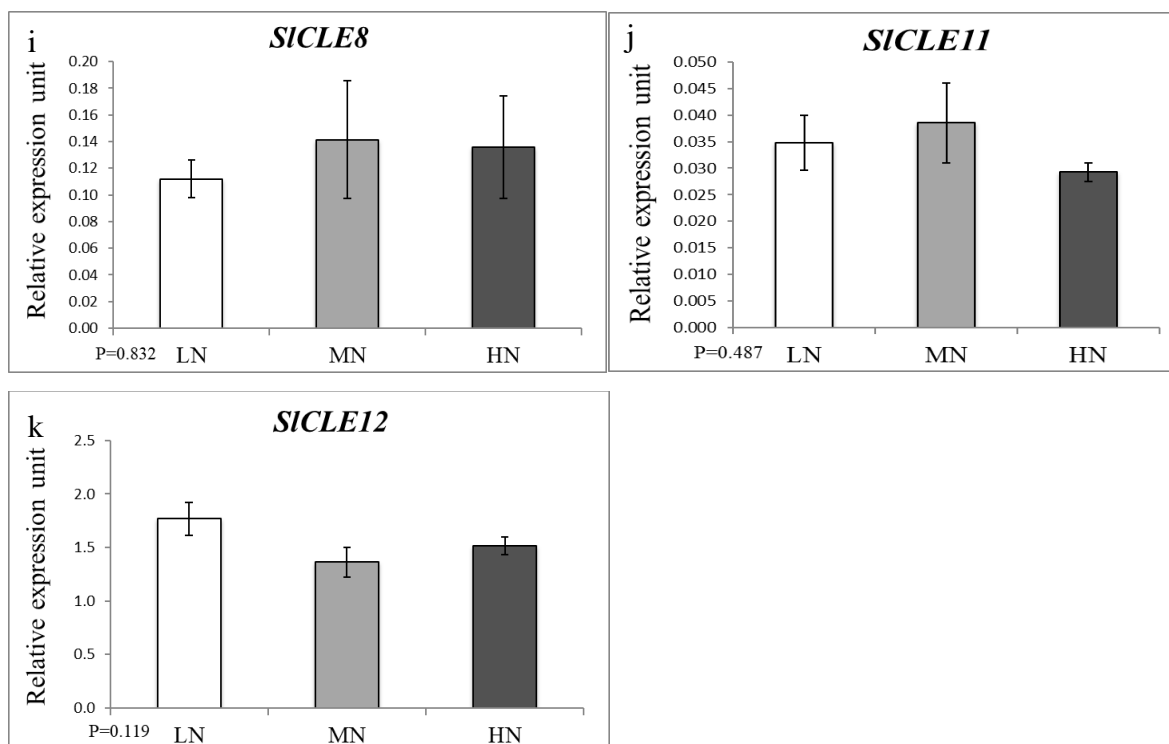 i
SlCLE8
Relative expression unit
0.20
0.18
0.16
0.14
0.12
0.10
0.08
0.06
0.04
0.02
0.00
P=0.832 LN MN HN
j
SlCLE11
Relative expression unit
0.050
0.045
0.040
0.035
0.030
0.025
0.020
0.015
0.010
0.005
0.000
P=0.487 LN MN HN
k
SlCLE12
Relative expression unit
2.5
2.0
1.5
1.0
0.5
0.0
P=0.119 LN MN HN